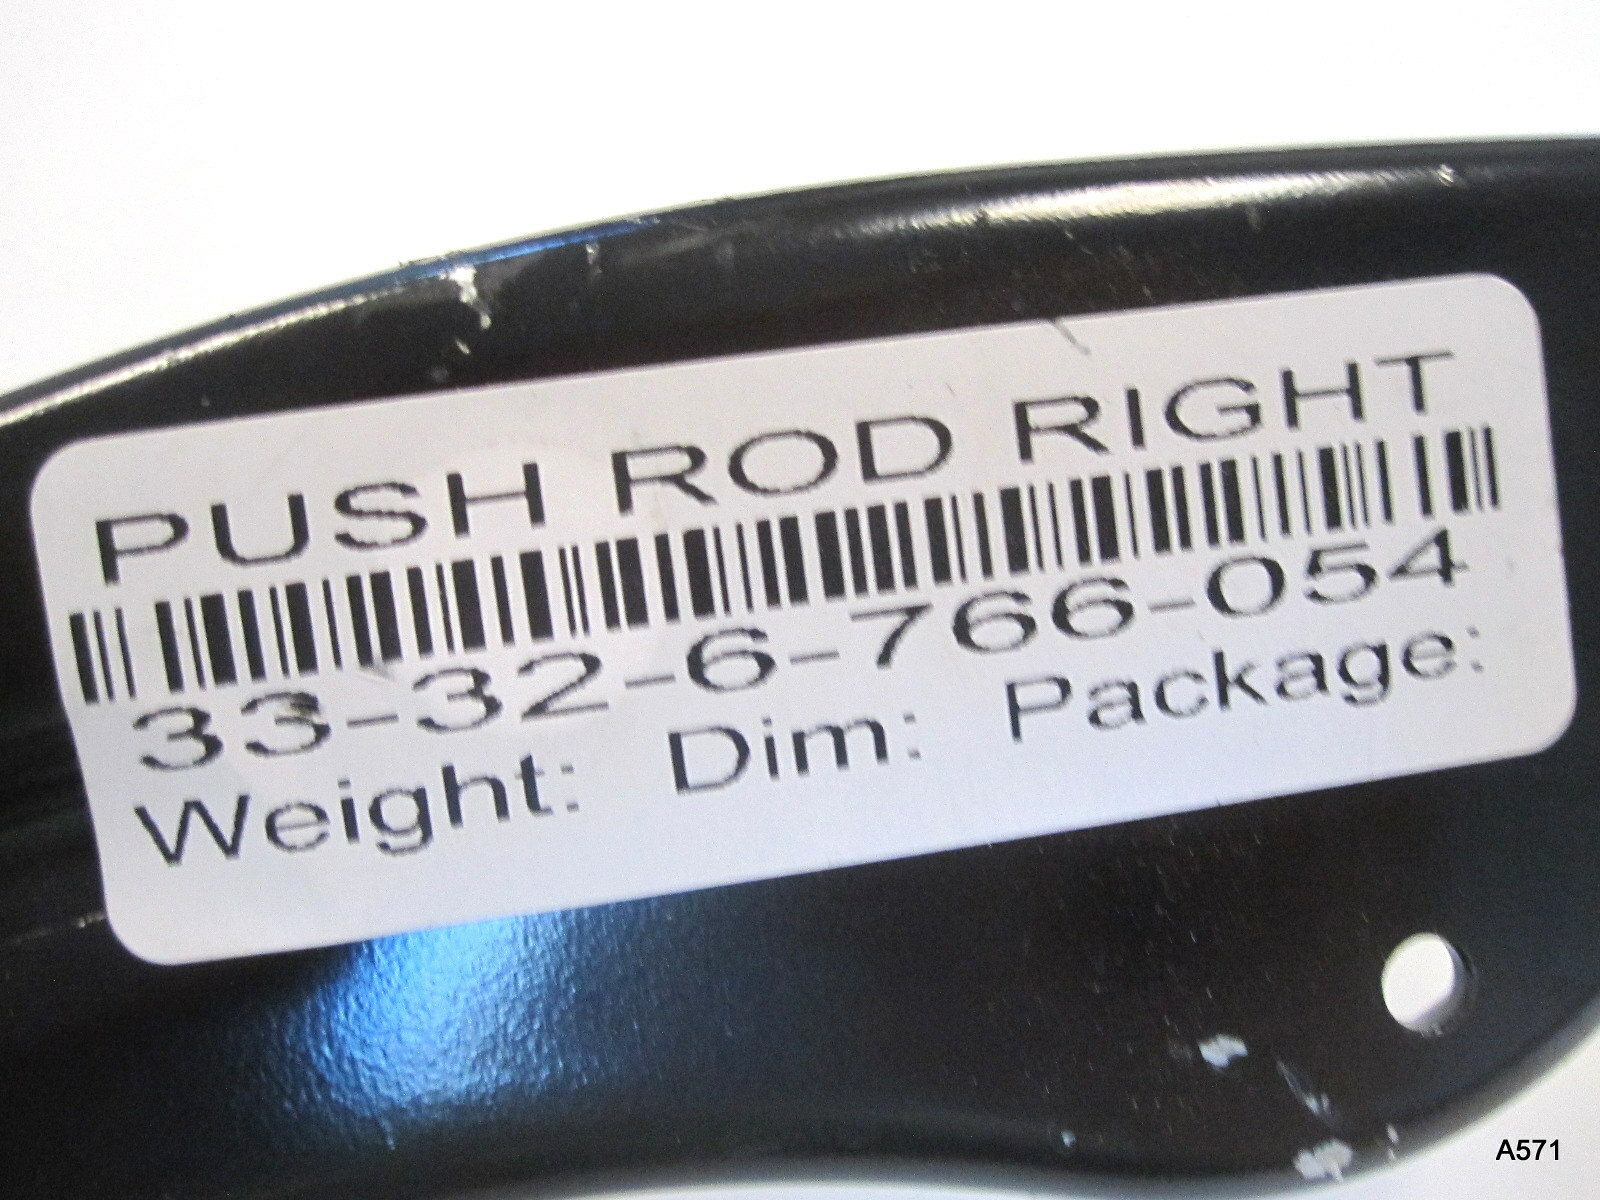 PUSH ROD RIGHT
33-32-6-766-054
Weight: Dim: Package:
A571